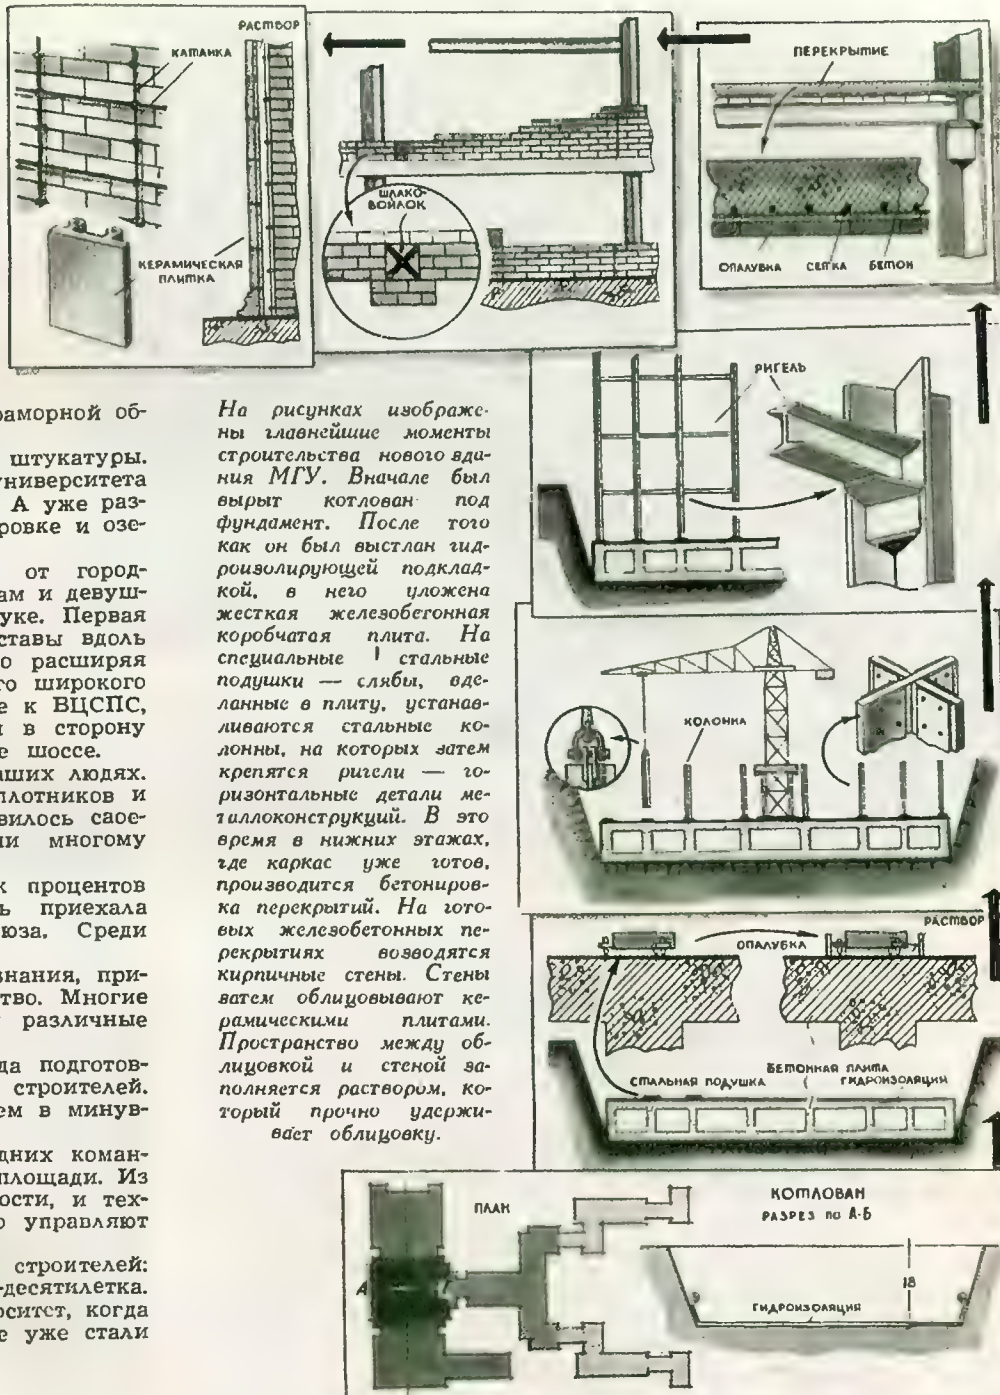 РАСТВОР
КАТАНКА
КЕРАМИЧЕСКАЯ
ПЛИТКА
ШЛАКО-
ВОЙЛОК
ПЕРЕКРЫТИЕ
ОПАЛУБКА СЕТКА БЕТОН
РИГЕЛЬ
КОЛОННА
РАСТВОР
ОПАЛУБКА
БЕТОННАЯ ПЛИТА
СТАЛЬНАЯ ПОДУШКА
ГИДРОИЗОЛЯЦИЯ
ПЛАН
А
КОТЛОВАН
РАЗРЕЗ по А-Б
18
ГИДРОИЗОЛЯЦИЯ
раморной об-
штукатуры.
университета
А уже раз-
ровке и озе-
от город-
ам и девуш-
уке. Первая
ставы вдоль
о расширяя
го широкого
е к ВЦСПС,
и в сторону
е шоссе.
аших людях.
плотников и
вилось свое-
ли многому
к процентов
ь приехала
юза. Среди
знания, при-
тво. Многие
различные
да подготов-
строителей.
ем в минув-
дних коман-
площади. Из
ости, и тех-
о управляют
строителей:
-десятилетка.
оситет, когда
е уже стали
На рисунках изображе-
ны главнейшие моменты
строительства нового зда-
ния МГУ. Вначале был
вырыт котлован под
фундамент. После того
как он был выстлан гид-
роизолирующей подклад-
кой, в него уложена
жесткая железобетонная
коробчатая плита. На
специальные стальные
подушки — слябы, вде-
ланные в плиту, устанав-
ливаются стальные ко-
лонны, на которых затем
крепятся ригели — го-
ризонтальные детали ме-
таллоконструкций. В это
время в нижних этажах,
где каркас уже готов,
производится бетониров-
ка перекрытий. На гото-
вых железобетонных пе-
рекрытиях возводятся
кирпичные стены. Стены
затем облицовывают ке-
рамическими плитами.
Пространство между об-
лицовкой и стеной за-
полняется раствором, ко-
торый прочно удержи-
вает облицовку.